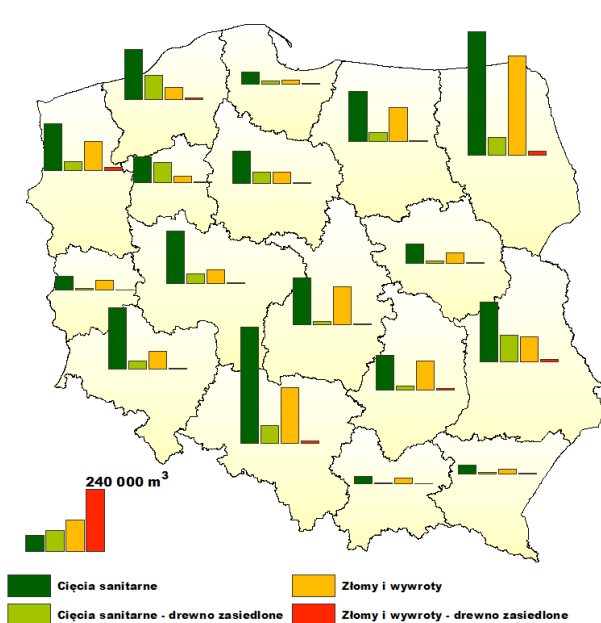 240 000 m³
Cięcia sanitarne
Złomy i wywroty
Cięcia sanitarne - drewno zasiedlone
Złomy i wywroty - drewno zasiedlone